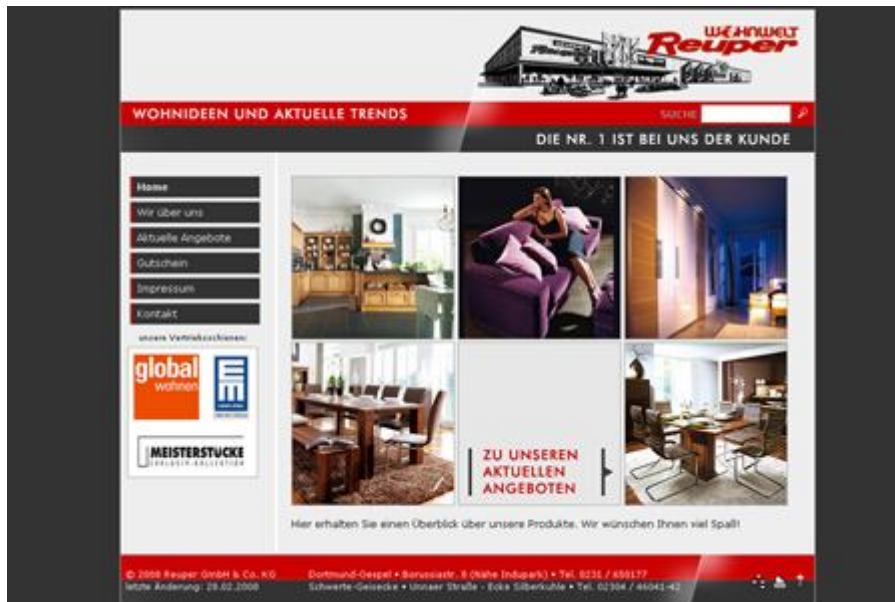 WOHNWELT
Reuper
WOHNIDEEN UND AKTUELLE TRENDS
SUCHE
DIE NR. 1 IST BEI UNS DER KUNDE
Home
Wir über uns
Aktuelle Angebote
Gutschein
Impressum
Kontakt
unsere Vertriebsschienen:
global
wohnen
MEISTERSTÜCKE
EXKLUSIV-KOLLEKTION
ZU UNSEREN
AKTUELLEN
ANGEBOTEN
Hier erhalten Sie einen Überblick über unsere Produkte. Wir wünschen Ihnen viel Spaß!
© 2008 Reuper GmbH & Co. KG
letzte Änderung: 28.02.2008
Dortmund-Oespel • Borussiastr. 8 (Nähe Indupark) • Tel. 0231 / 650177
Schwerte-Geisecke • Unnaer Straße - Ecke Silberkuhle • Tel. 02304 / 46041-42